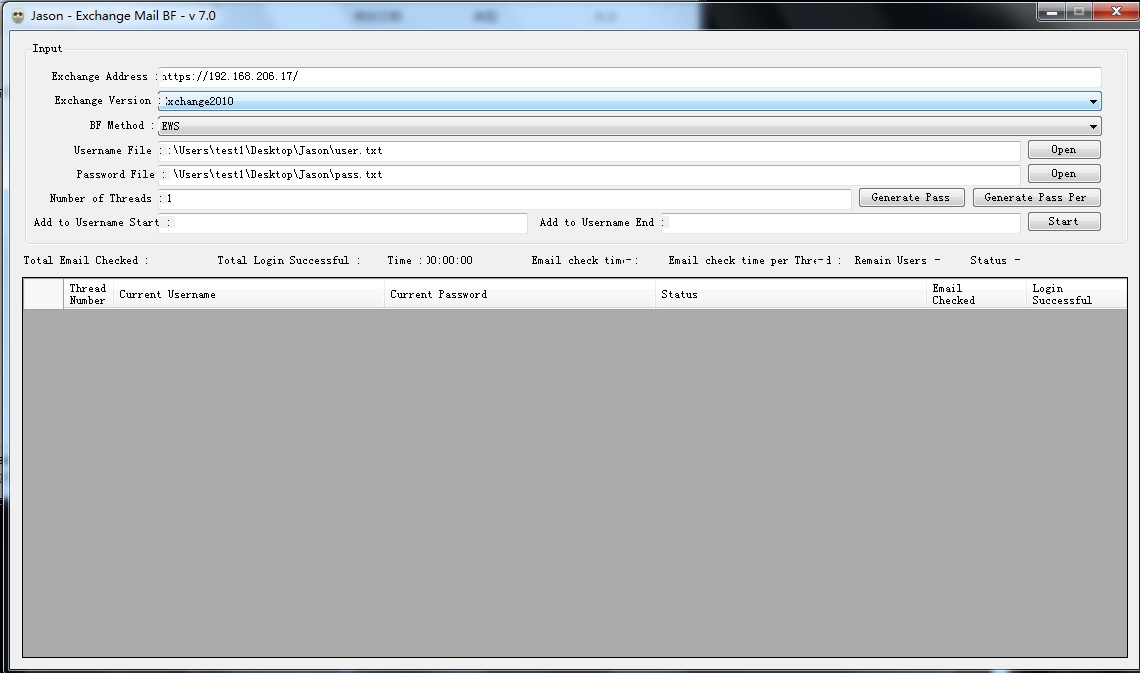 Jason - Exchange Mail BF - v 7.0
Input
Exchange Address : https://192.168.206.17/
Exchange Version : Exchange2010
BF Method : EWS
Username File : :\Users\test1\Desktop\Jason\user.txt Open
Password File : \Users\test1\Desktop\Jason\pass.txt Open
Number of Threads : 1 Generate Pass Generate Pass Per
Add to Username Start : Add to Username End : Start
Total Email Checked : Total Login Successful : Time : 00:00:00 Email check time- : Email check time per Thre-d : Remain Users - Status -
Thread Number Current Username Current Password Status Email Checked Login Successful